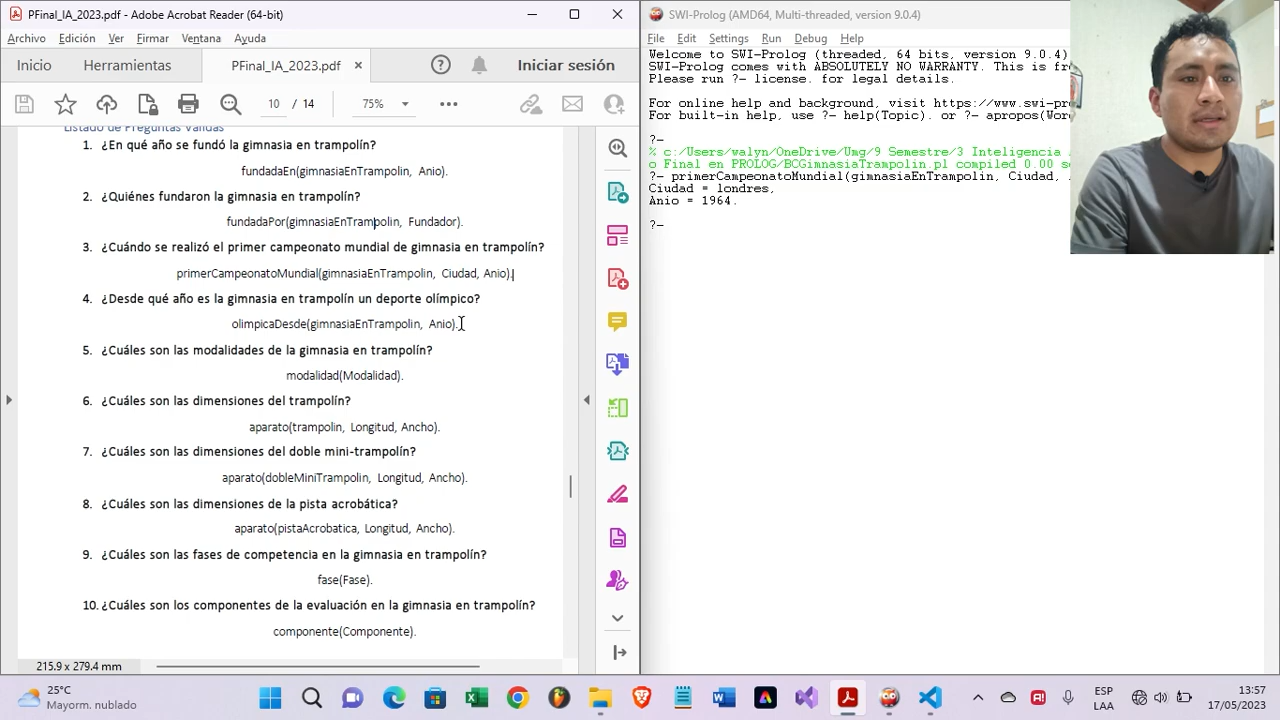 PFinal_IA_2023.pdf - Adobe Acrobat Reader (64-bit)
Archivo Edición Ver Firmar Ventana Ayuda
Inicio Herramientas PFinal_IA_2023.pdf Iniciar sesión
10 / 14 75%
Listado de Preguntas Validas
1. ¿En qué año se fundó la gimnasia en trampolín?
fundadaEn(gimnasiaEnTrampolin, Anio).
2. ¿Quiénes fundaron la gimnasia en trampolín?
fundadaPor(gimnasiaEnTrampolin, Fundador).
3. ¿Cuándo se realizó el primer campeonato mundial de gimnasia en trampolín?
primerCampeonatoMundial(gimnasiaEnTrampolin, Ciudad, Anio).
4. ¿Desde qué año es la gimnasia en trampolín un deporte olímpico?
olimpicaDesde(gimnasiaEnTrampolin, Anio).
5. ¿Cuáles son las modalidades de la gimnasia en trampolín?
modalidad(Modalidad).
6. ¿Cuáles son las dimensiones del trampolín?
aparato(trampolin, Longitud, Ancho).
7. ¿Cuáles son las dimensiones del doble mini-trampolín?
aparato(dobleMiniTrampolin, Longitud, Ancho).
8. ¿Cuáles son las dimensiones de la pista acrobática?
aparato(pistaAcrobatica, Longitud, Ancho).
9. ¿Cuáles son las fases de competencia en la gimnasia en trampolín?
fase(Fase).
10. ¿Cuáles son los componentes de la evaluación en la gimnasia en trampolín?
componente(Componente).
215.9 x 279.4 mm
SWI-Prolog (AMD64, Multi-threaded, version 9.0.4)
File Edit Settings Run Debug Help
Welcome to SWI-Prolog (threaded, 64 bits, version 9.0.4)
SWI-Prolog comes with ABSOLUTELY NO WARRANTY. This is fre
Please run ?- license. for legal details.
For online help and background, visit https://www.swi-pro
For built-in help, use ?- help(Topic). or ?- apropos(Wor
?-
% c:/Users/walyn/OneDrive/Umg/9 Semestre/3 Inteligencia
o Final en PROLOG/BCGimnasiaTrampolin.pl compiled 0.00 se
?- primerCampeonatoMundial(gimnasiaEnTrampolin, Ciudad,
Ciudad = londres,
Anio = 1964.
?-
25°C
Mayorm. nublado
ESP
LAA
13:57
17/05/2023